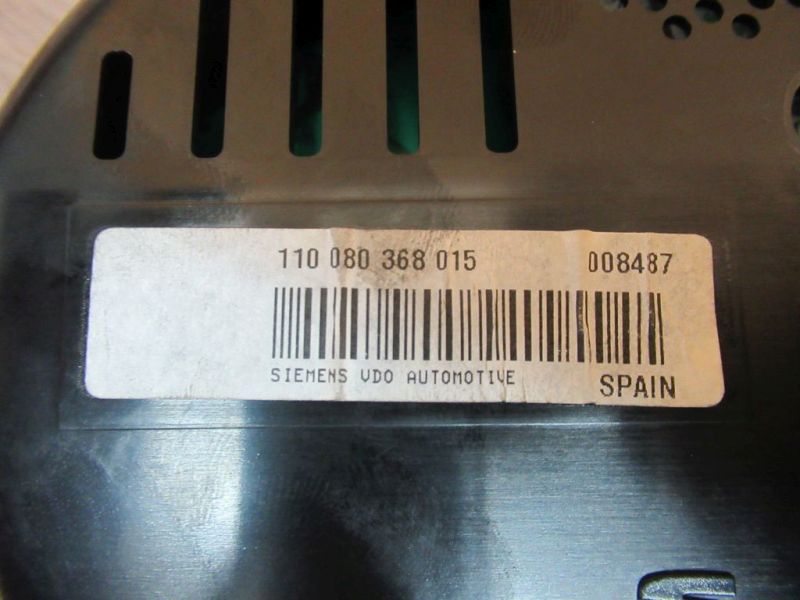 110 080 368 015 008487
SIEMENS VDO AUTOMOTIVE
SPAIN